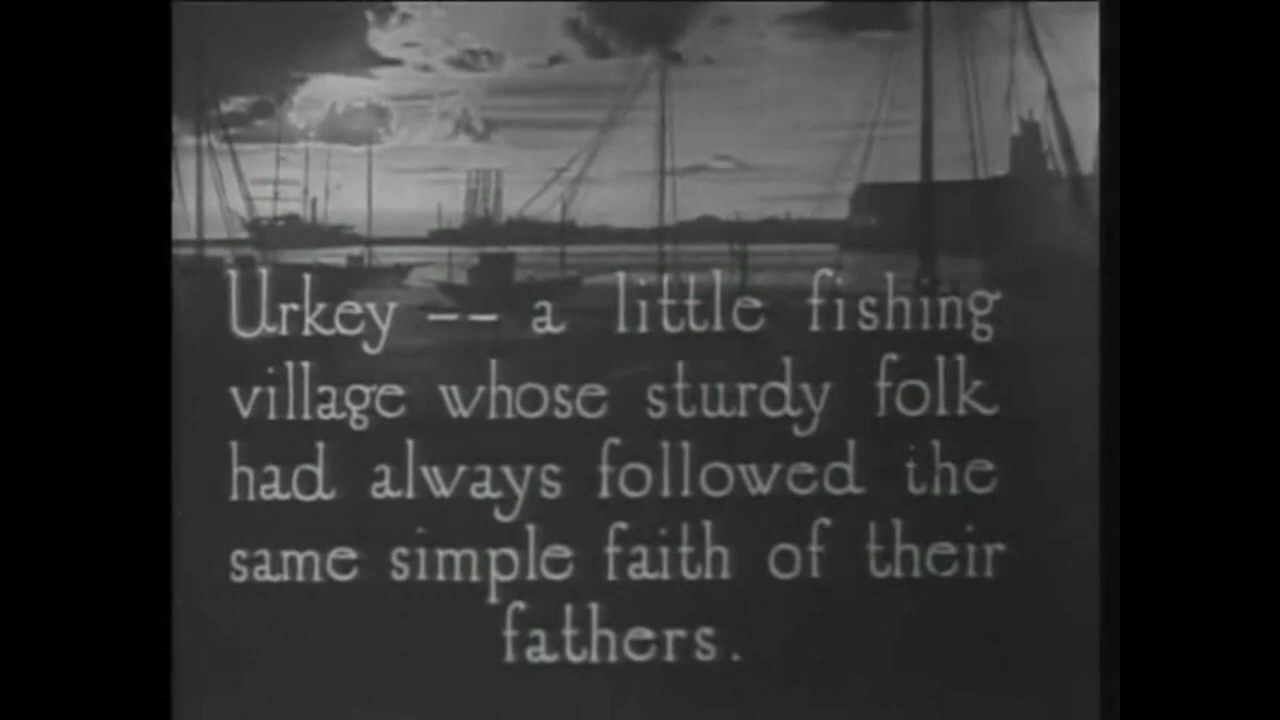 Urkey -- a little fishing
village whose sturdy folk
had always followed the
same simple faith of their
fathers.